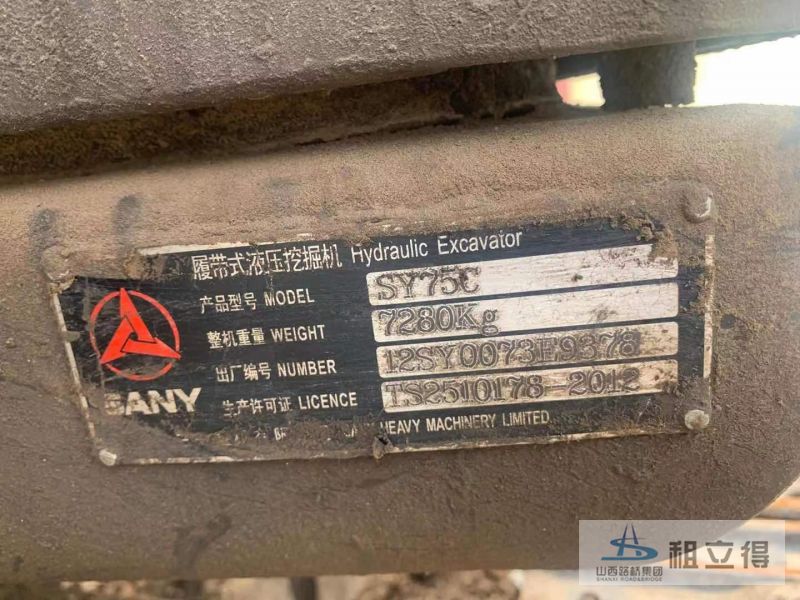 履带式液压挖掘机 Hydraulic Excavator
产品型号 MODEL SY75C
整机重量 WEIGHT 7280Kg
出厂编号 NUMBER 12SY0073E9378
生产许可证 LICENCE TS2510178-2012
SANY
HEAVY MACHINERY LIMITED
山西路桥集团
SHANXI ROAD&BRIDGE
租立得